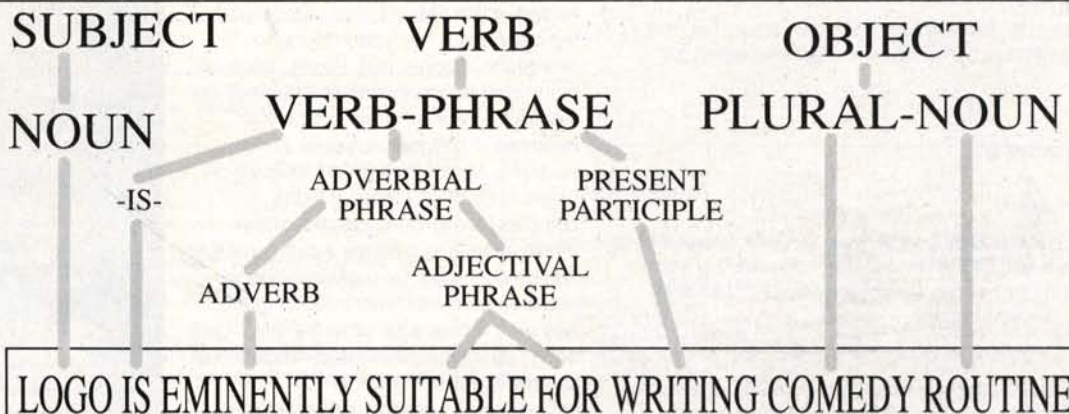 SUBJECT VERB OBJECT
NOUN VERB-PHRASE PLURAL-NOUN
-IS- ADVERBIAL PHRASE PRESENT PARTICIPLE
ADVERB ADJECTIVAL PHRASE
LOGO IS EMINENTLY SUITABLE FOR WRITING COMEDY ROUTINE